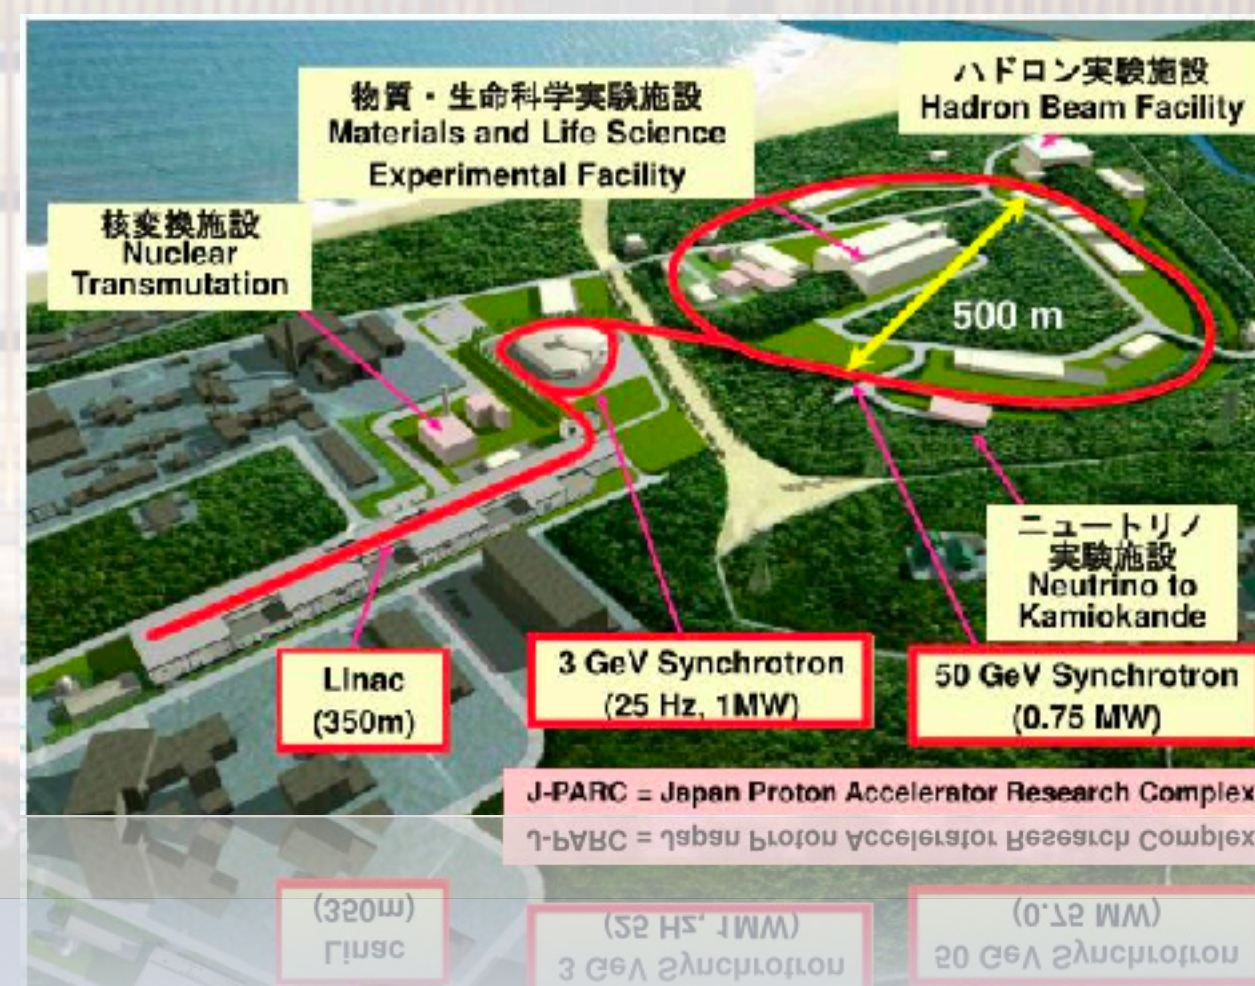 物質・生命科学実験施設
Materials and Life Science
Experimental Facility
ハドロン実験施設
Hadron Beam Facility
核変換施設
Nuclear
Transmutation
500 m
ニュートリノ
実験施設
Neutrino to
Kamiokande
Linac
(350m)
3 GeV Synchrotron
(25 Hz, 1MW)
50 GeV Synchrotron
(0.75 MW)
J-PARC = Japan Proton Accelerator Research Complex